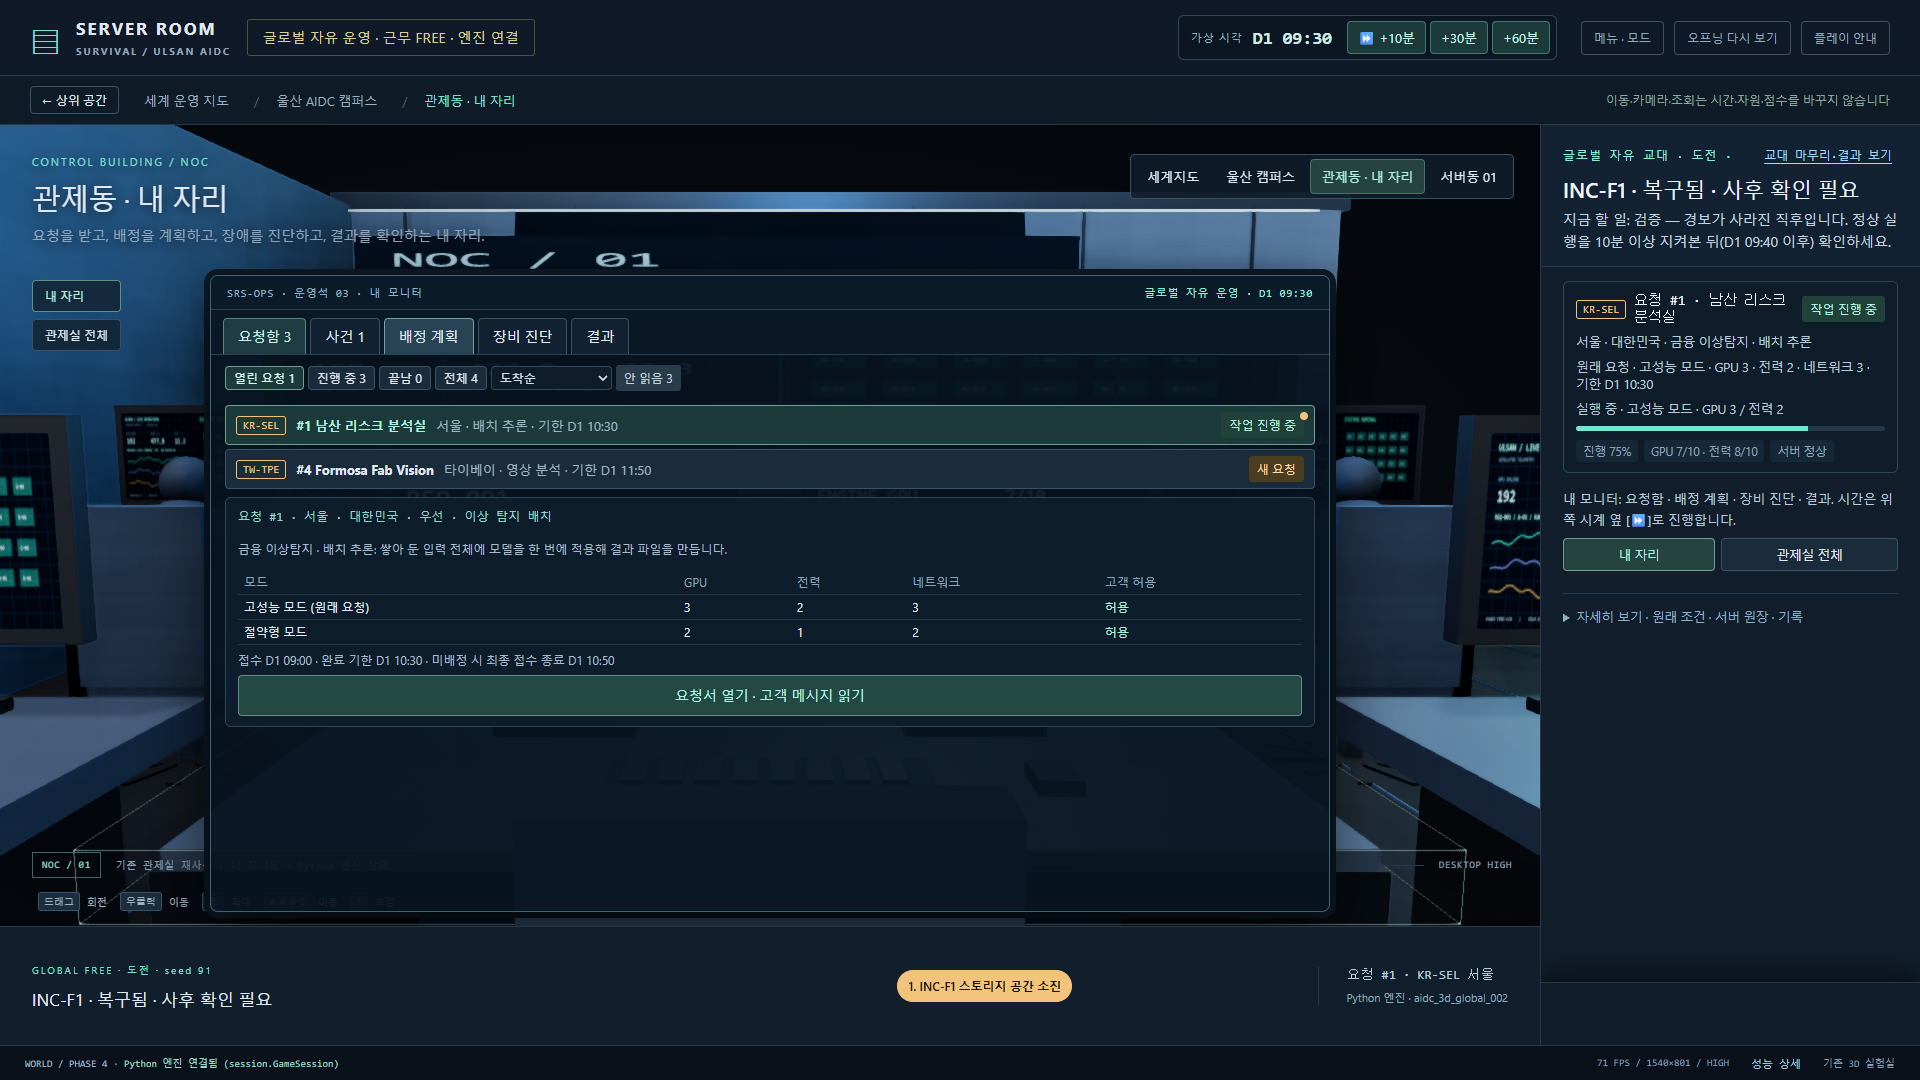 SERVER ROOM
SURVIVAL / ULSAN AIDC
글로벌 자유 운영 · 근무 FREE · 엔진 연결
가상 시각 D1 09:30 ⏩ +10분 +30분 +60분
메뉴 · 모드 오프닝 다시 보기 플레이 안내
← 상위 공간 세계 운영 지도 / 울산 AIDC 캠퍼스 / 관제동 · 내 자리
이동·카메라·조회는 시간·자원·점수를 바꾸지 않습니다
CONTROL BUILDING / NOC
관제동 · 내 자리
요청을 받고, 배정을 계획하고, 장애를 진단하고, 결과를 확인하는 내 자리.
세계지도 울산 캠퍼스 관제동 · 내 자리 서버동 01
내 자리
관제실 전체
NOC / 01
SRS-OPS · 운영석 03 · 내 모니터
글로벌 자유 운영 · D1 09:30
요청함 3 사건 1 배정 계획 장비 진단 결과
열린 요청 1 진행 중 3 끝남 0 전체 4 도착순 안 읽음 3
KR-SEL #1 남산 리스크 분석실 서울 · 배치 추론 · 기한 D1 10:30 작업 진행 중
TW-TPE #4 Formosa Fab Vision 타이베이 · 영상 분석 · 기한 D1 11:50 새 요청
요청 #1 · 서울 · 대한민국 · 우선 · 이상 탐지 배치
금융 이상탐지 · 배치 추론: 쌓아 둔 입력 전체에 모델을 한 번에 적용해 결과 파일을 만듭니다.
모드 GPU 전력 네트워크 고객 허용
고성능 모드 (원래 요청) 3 2 3 허용
절약형 모드 2 1 2 허용
접수 D1 09:00 · 완료 기한 D1 10:30 · 미배정 시 최종 접수 종료 D1 10:50
요청서 열기 · 고객 메시지 읽기
NOC / 01 기존 관제실 재사
DESKTOP HIGH
드래그 회전 우클릭 이동
글로벌 자유 교대 · 도전 · 교대 마무리·결과 보기
INC-F1 · 복구됨 · 사후 확인 필요
지금 할 일: 검증 — 경보가 사라진 직후입니다. 정상 실
행을 10분 이상 지켜본 뒤(D1 09:40 이후) 확인하세요.
KR-SEL 요청 #1 · 남산 리스크
분석실
작업 진행 중
서울 · 대한민국 · 금융 이상탐지 · 배치 추론
원래 요청 · 고성능 모드 · GPU 3 · 전력 2 · 네트워크 3 ·
기한 D1 10:30
실행 중 · 고성능 모드 · GPU 3 / 전력 2
진행 75% GPU 7/10 · 전력 8/10 서버 정상
내 모니터: 요청함 · 배정 계획 · 장비 진단 · 결과. 시간은 위
쪽 시계 옆 [⏩]로 진행합니다.
내 자리 관제실 전체
▶ 자세히 보기 · 원래 조건 · 서버 원장 · 기록
GLOBAL FREE · 도전 · seed 91
INC-F1 · 복구됨 · 사후 확인 필요
1. INC-F1 스토리지 공간 소진
요청 #1 · KR-SEL 서울
Python 엔진 · aidc_3d_global_002
WORLD / PHASE 4 · Python 엔진 연결됨 (session.GameSession)
71 FPS / 1540×801 / HIGH 성능 상세 기존 3D 실험실